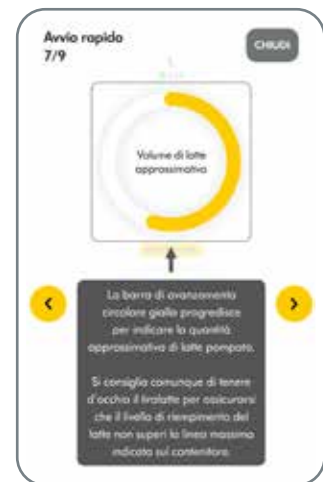 Avvio rapido
7/9
CHIUDI
Volume di latte
approssimativo
La barra di avanzamento
circolare gialla progredisce
per indicare la quantità
approssimativa di latte pompato.
Si consiglia comunque di tenere
d'occhio il tiralatte per assicurarsi
che il livello di riempimento del
latte non superi la linea massima
indicata sul contenitore.